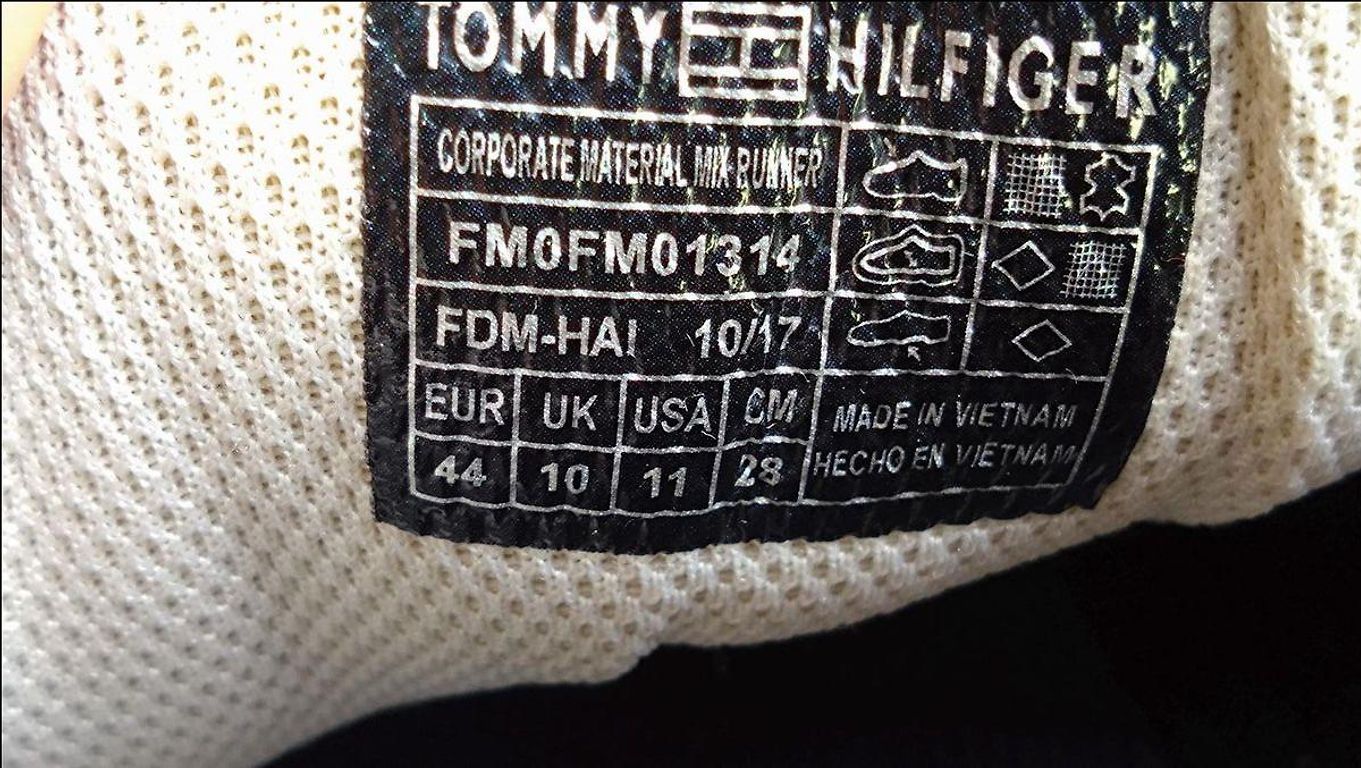 TOMMY HILFIGER
CORPORATE MATERIAL MIX RUNNER
FM0FM01314
FDM-HAI 10/17
EUR UK USA CM
44 10 11 28
MADE IN VIETNAM
HECHO EN VIETNAM